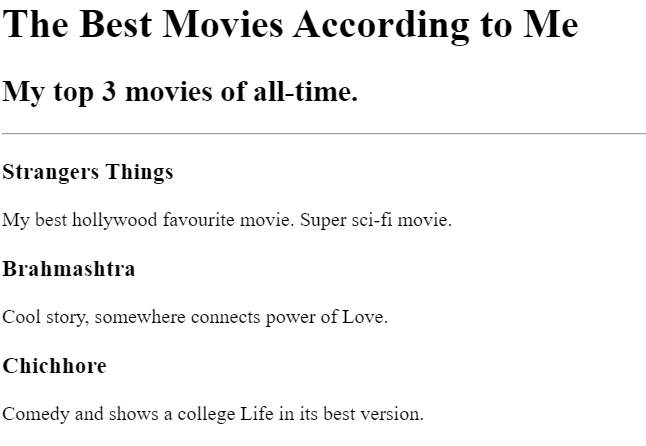 The Best Movies According to Me
My top 3 movies of all-time.
Strangers Things
My best hollywood favourite movie. Super sci-fi movie.
Brahmashtra
Cool story, somewhere connects power of Love.
Chichhore
Comedy and shows a college Life in its best version.